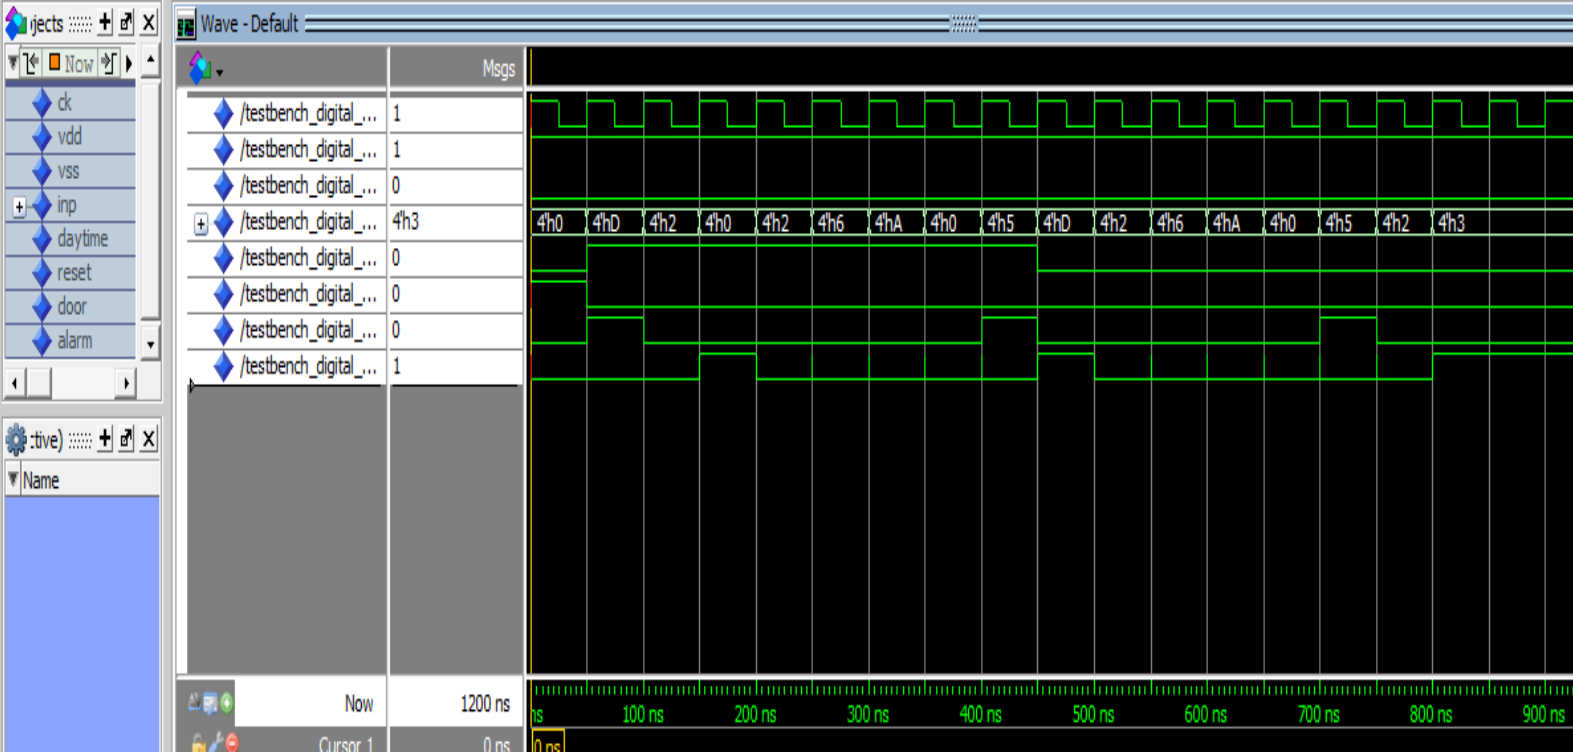 jects
Now
ck
vdd
vss
inp
daytime
reset
door
alarm
:tive)
Name
Wave - Default
Msgs
/testbench_digital_... 1
/testbench_digital_... 1
/testbench_digital_... 0
/testbench_digital_... 4'h3 4'h0 4'hD 4'h2 4'h0 4'h2 4'h6 4'hA 4'h0 4'h5 4'hD 4'h2 4'h6 4'hA 4'h0 4'h5 4'h2 4'h3
/testbench_digital_... 0
/testbench_digital_... 0
/testbench_digital_... 0
/testbench_digital_... 1
Now 1200 ns ns 100 ns 200 ns 300 ns 400 ns 500 ns 600 ns 700 ns 800 ns 900 ns
Cursor 1 0 ns 0 ns